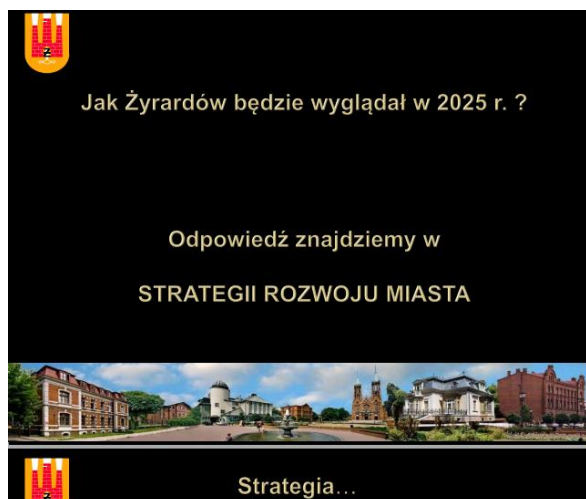 Jak Żyrardów będzie wyglądał w 2025 r. ?
Odpowiedź znajdziemy w
STRATEGII ROZWOJU MIASTA
Strategia...